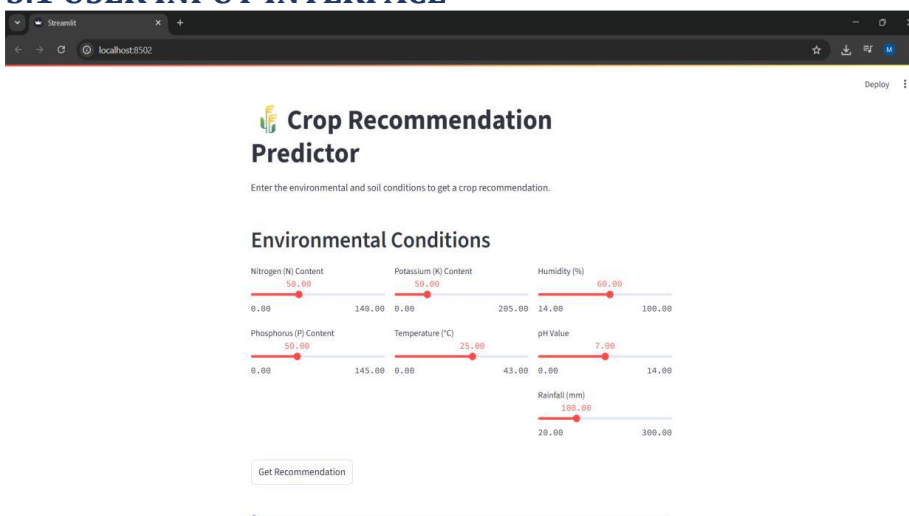 5.1 USER INPUT INTERFACE
Streamlit
localhost:8502
M
Deploy
Crop Recommendation
Predictor
Enter the environmental and soil conditions to get a crop recommendation.
Environmental Conditions
Nitrogen (N) Content Potassium (K) Content Humidity (%)
50.00 50.00 60.00
0.00 140.00 0.00 205.00 14.00 100.00
Phosphorus (P) Content Temperature (°C) pH Value
50.00 25.00 7.00
0.00 145.00 0.00 43.00 0.00 14.00
Rainfall (mm)
100.00
20.00 300.00
Get Recommendation